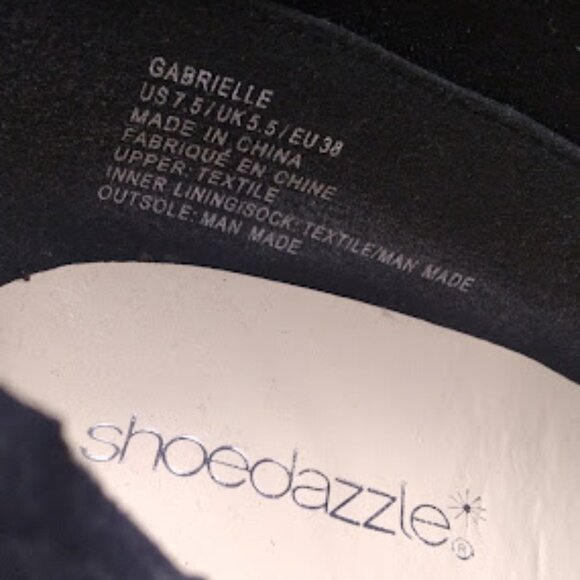 GABRIELLE
US 7.5 / UK 5.5 / EU 38
MADE IN CHINA
FABRIQUÉ EN CHINE
UPPER: TEXTILE
INNER LINING/SOCK: TEXTILE/MAN MADE
OUTSOLE: MAN MADE
shoedazzle®